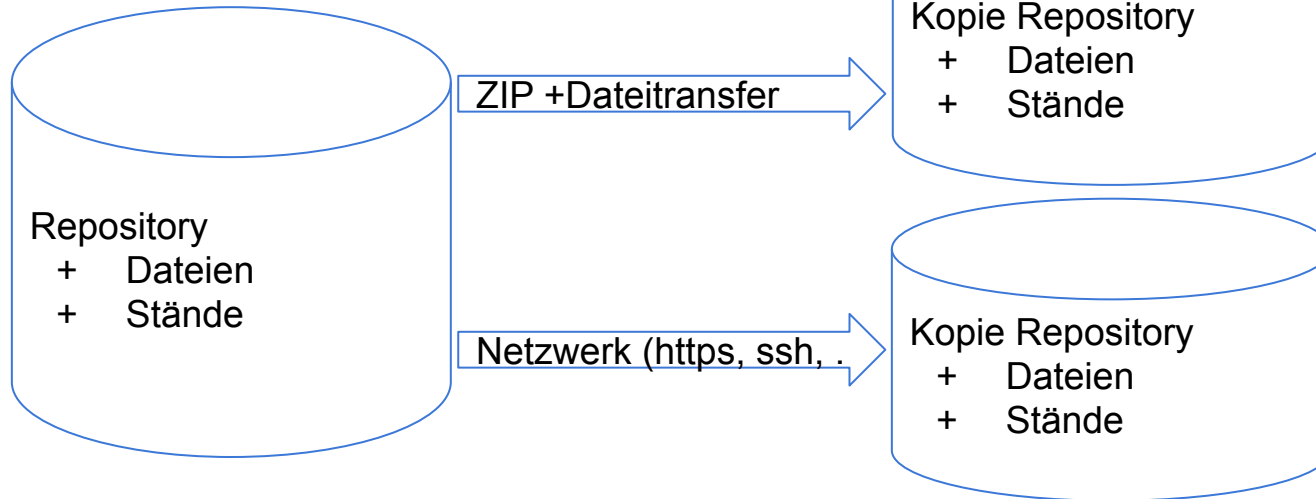 Repository
+ Dateien
+ Stände
ZIP +Dateitransfer
Kopie Repository
+ Dateien
+ Stände
Netzwerk (https, ssh, .
Kopie Repository
+ Dateien
+ Stände